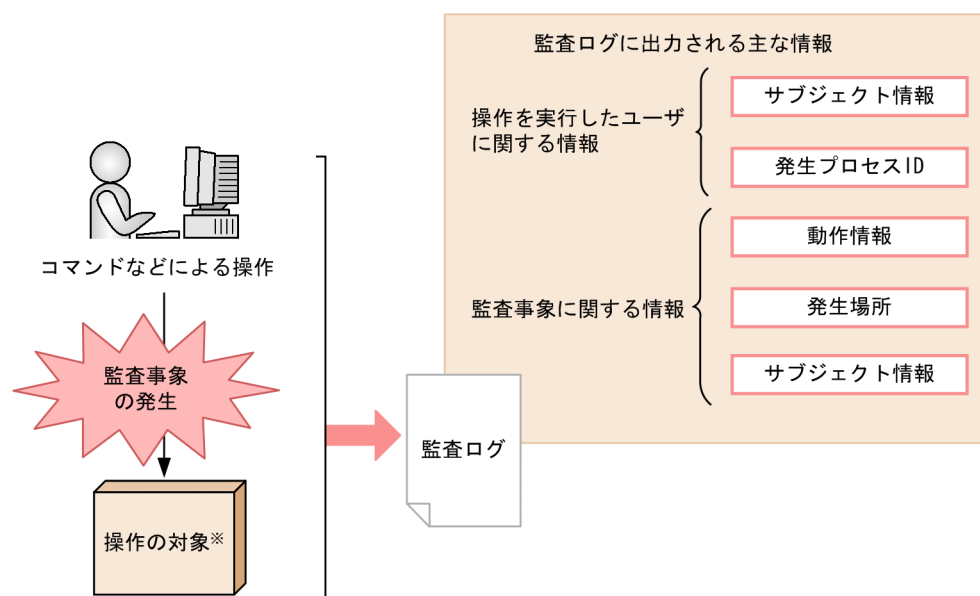 監査ログに出力される主な情報
操作を実行したユーザ
に関する情報
サブジェクト情報
発生プロセスID
監査事象に関する情報
動作情報
発生場所
サブジェクト情報
コマンドなどによる操作
監査事象
の発生
操作の対象※
監査ログ